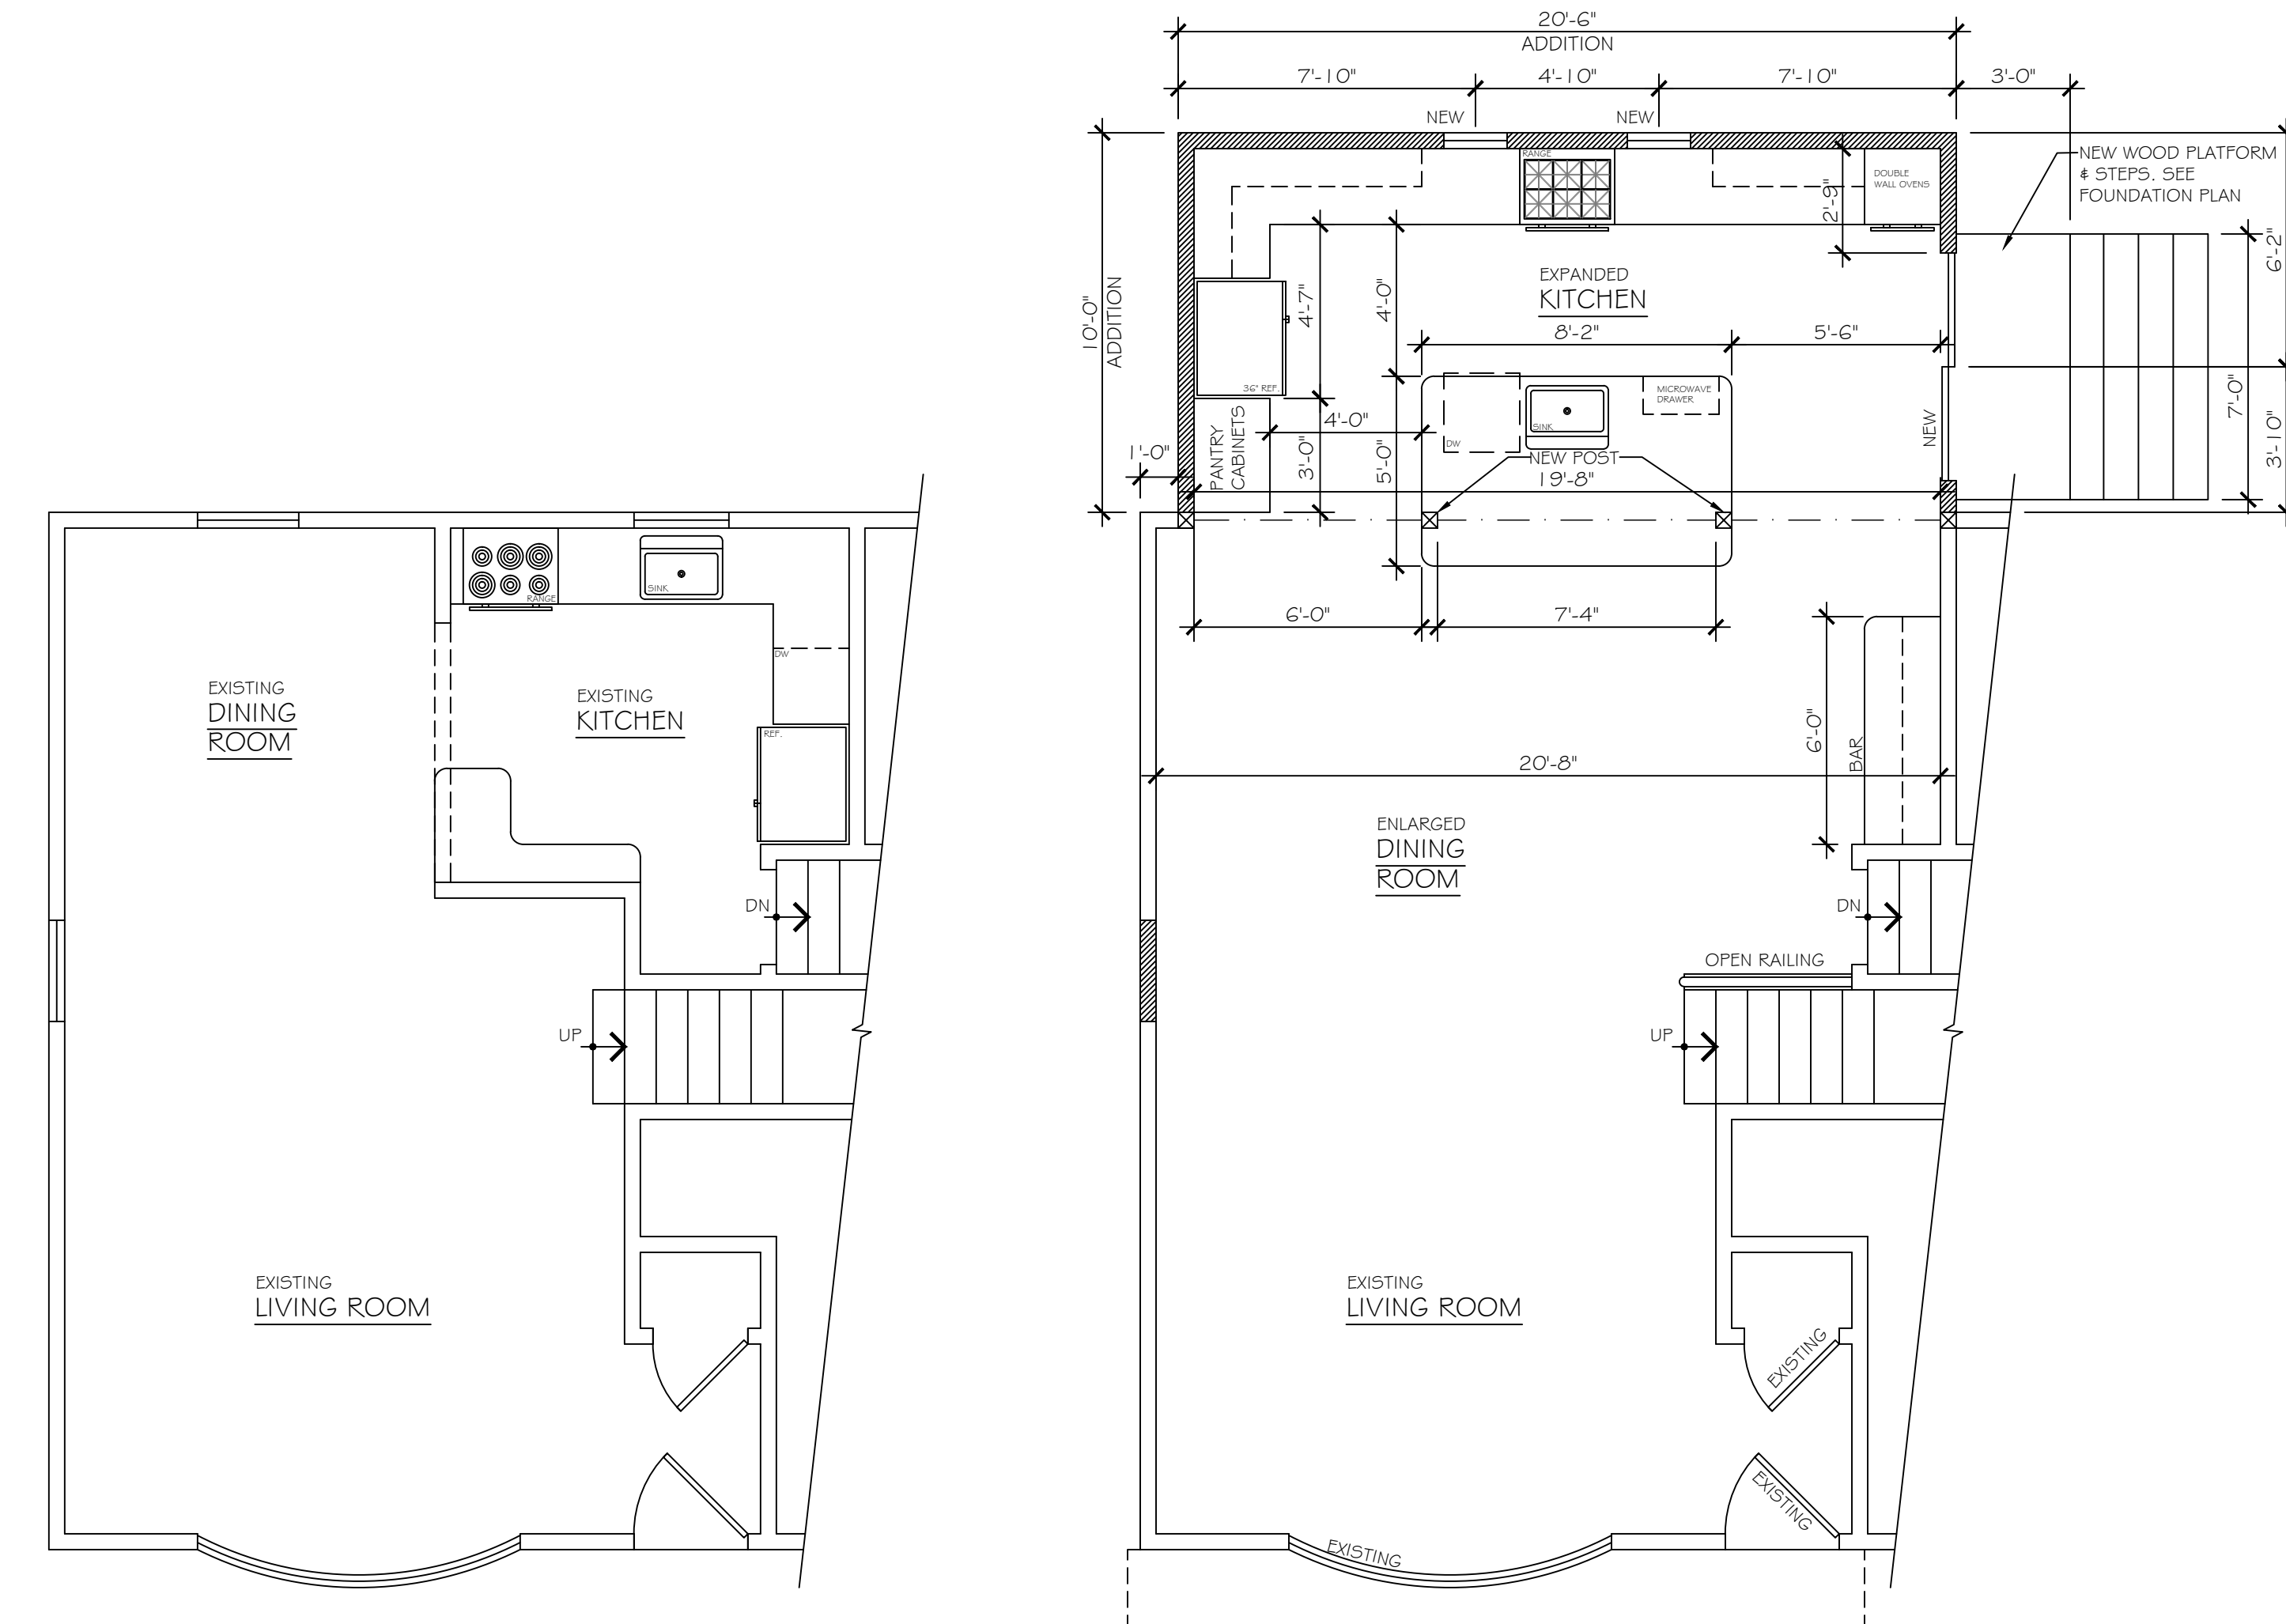 EXISTING
DINING
ROOM
RANGE
SINK
DW
EXISTING
KITCHEN
REF.
DN
UP
EXISTING
LIVING ROOM
20'-6"
ADDITION
7'-10"
4'-10"
7'-10"
3'-0"
NEW
NEW
RANGE
DOUBLE
WALL OVENS
2'-9"
NEW WOOD PLATFORM
& STEPS. SEE
FOUNDATION PLAN
10'-0"
ADDITION
EXPANDED
KITCHEN
4'-7"
4'-0"
8'-2"
5'-6"
6'-2"
7'-0"
3'-10"
36" REF.
MICROWAVE
DRAWER
SINK
DW
NEW
4'-0"
PANTRY
CABINETS
3'-0"
5'-0"
1'-0"
NEW POST
19'-8"
6'-0"
7'-4"
6'-0"
BAR
20'-8"
ENLARGED
DINING
ROOM
DN
OPEN RAILING
UP
EXISTING
LIVING ROOM
EXISTING
EXISTING
EXISTING